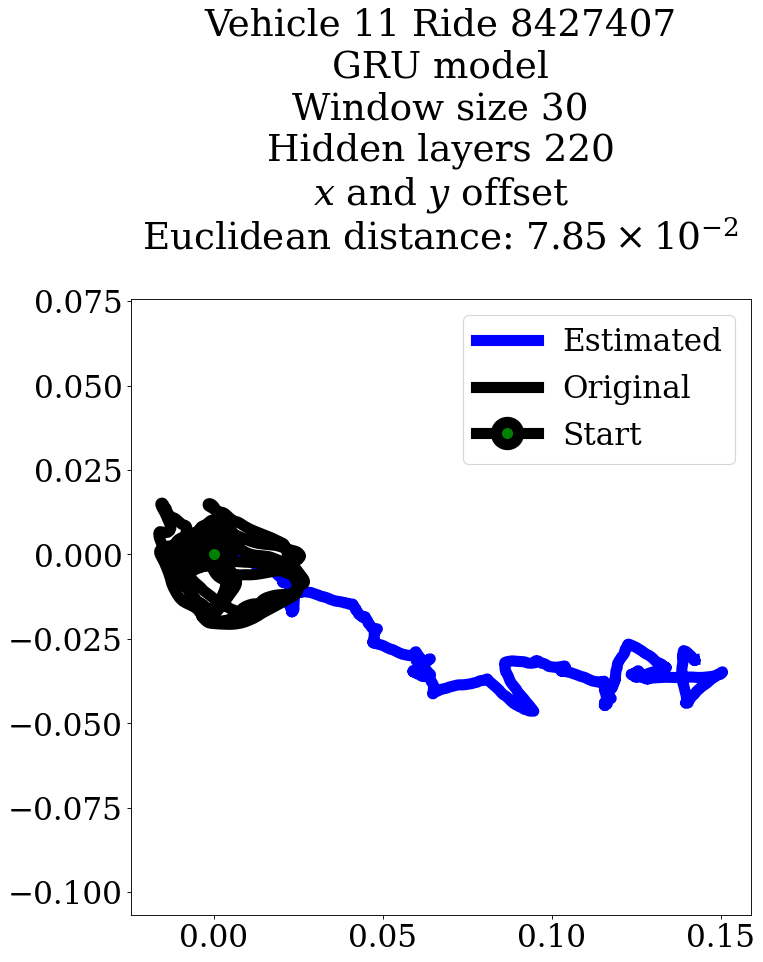 Vehicle 11 Ride 8427407
GRU model
Window size 30
Hidden layers 220
x and y offset
Euclidean distance: 7.85 × 10⁻²
Estimated
Original
Start
0.075
0.050
0.025
0.000
−0.025
−0.050
−0.075
−0.100
0.00 0.05 0.10 0.15